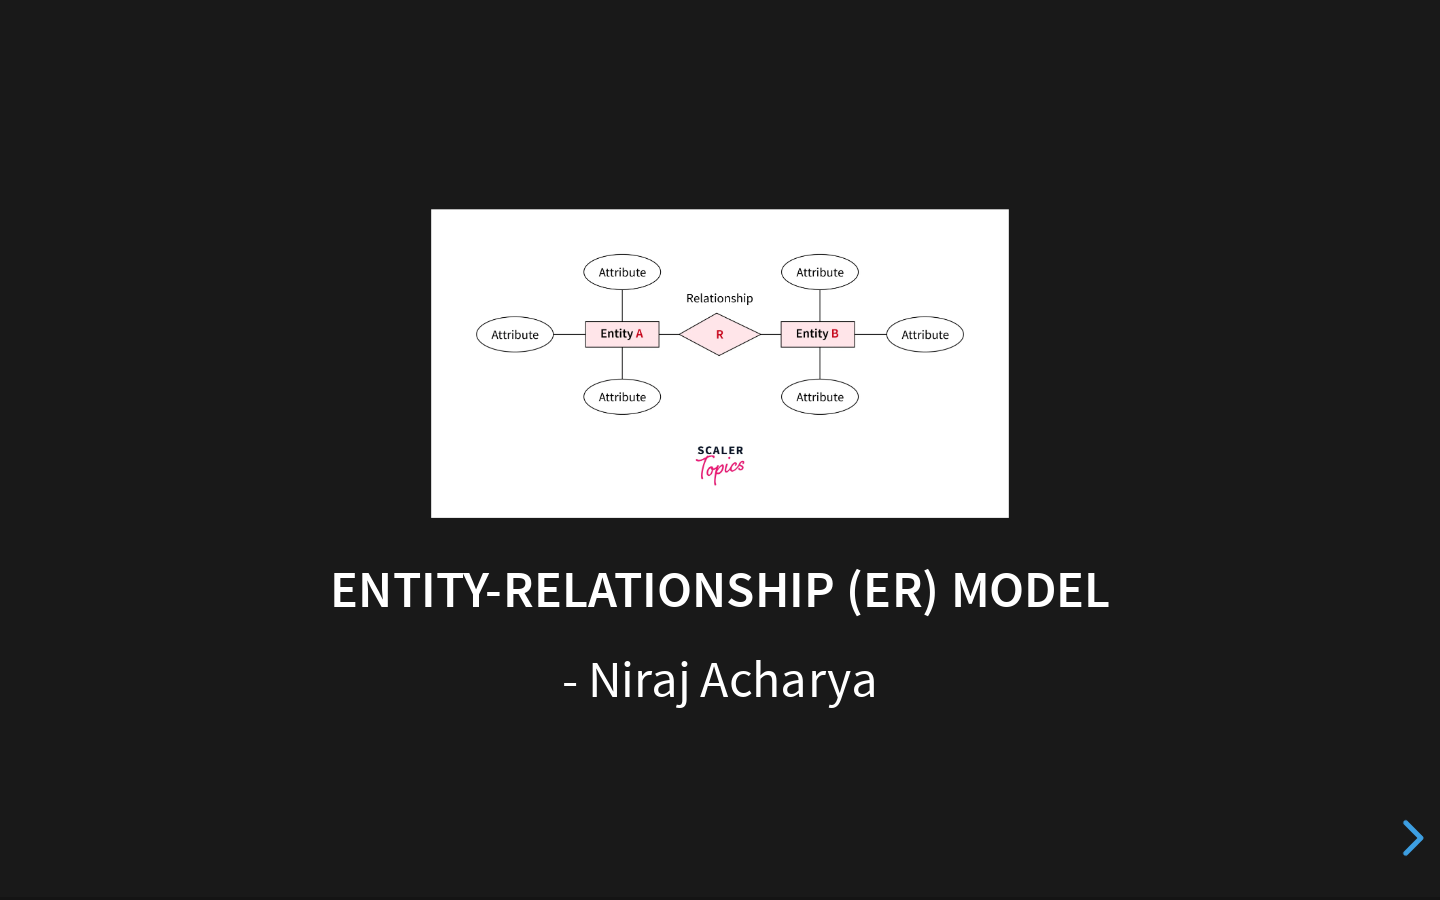 Attribute
Attribute
Relationship
Attribute
Entity A
R
Entity B
Attribute
Attribute
Attribute
SCALER
Topics
ENTITY-RELATIONSHIP (ER) MODEL
- Niraj Acharya